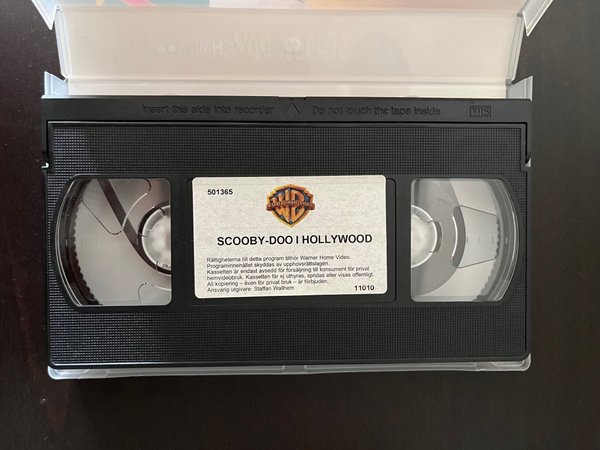 Insert this side into recorder △ Do not touch the tape inside VHS
501365
SCOOBY-DOO I HOLLYWOOD
Rättigheterna till detta program tillhör Warner Home Video.
Programinnehållet skyddas av upphovsrättslagen.
Kassetten är endast avsedd för försäljning till konsument för privat
hemvideobruk. Kassetten får ej uthyras, spridas eller visas offentligt.
All kopiering – även för privat bruk – är förbjuden.
Ansvarig utgivare: Staffan Wallhem
11010